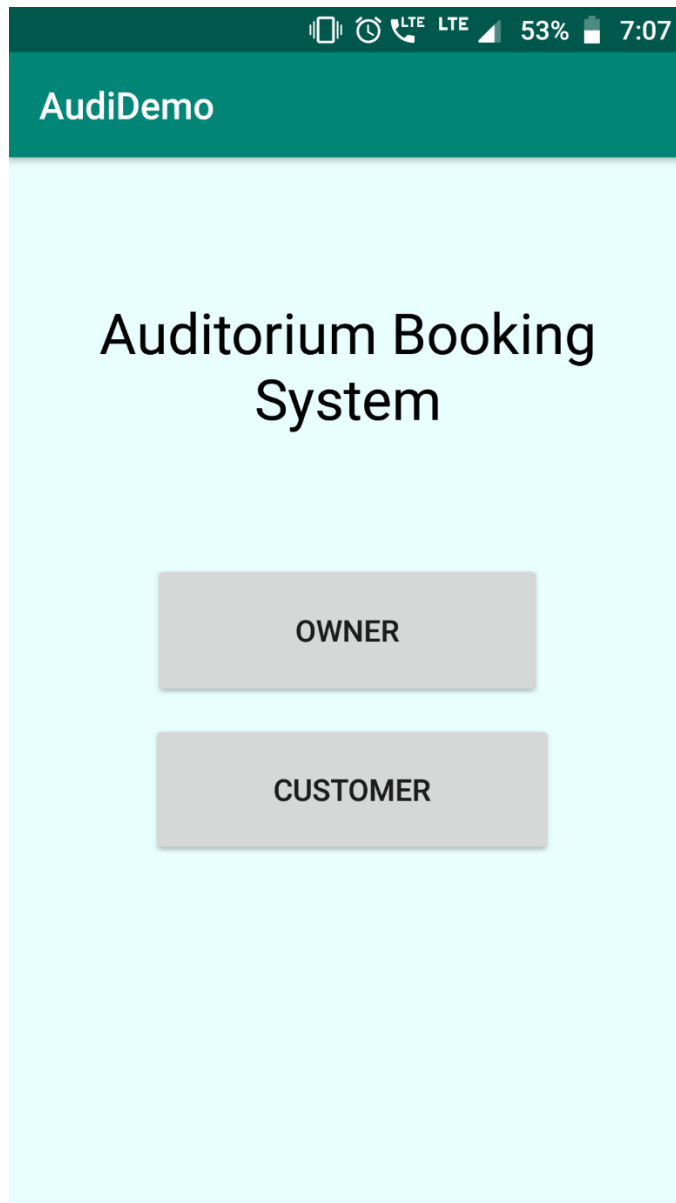 LTE LTE 53% 7:07
AudiDemo
Auditorium Booking
System
OWNER
CUSTOMER